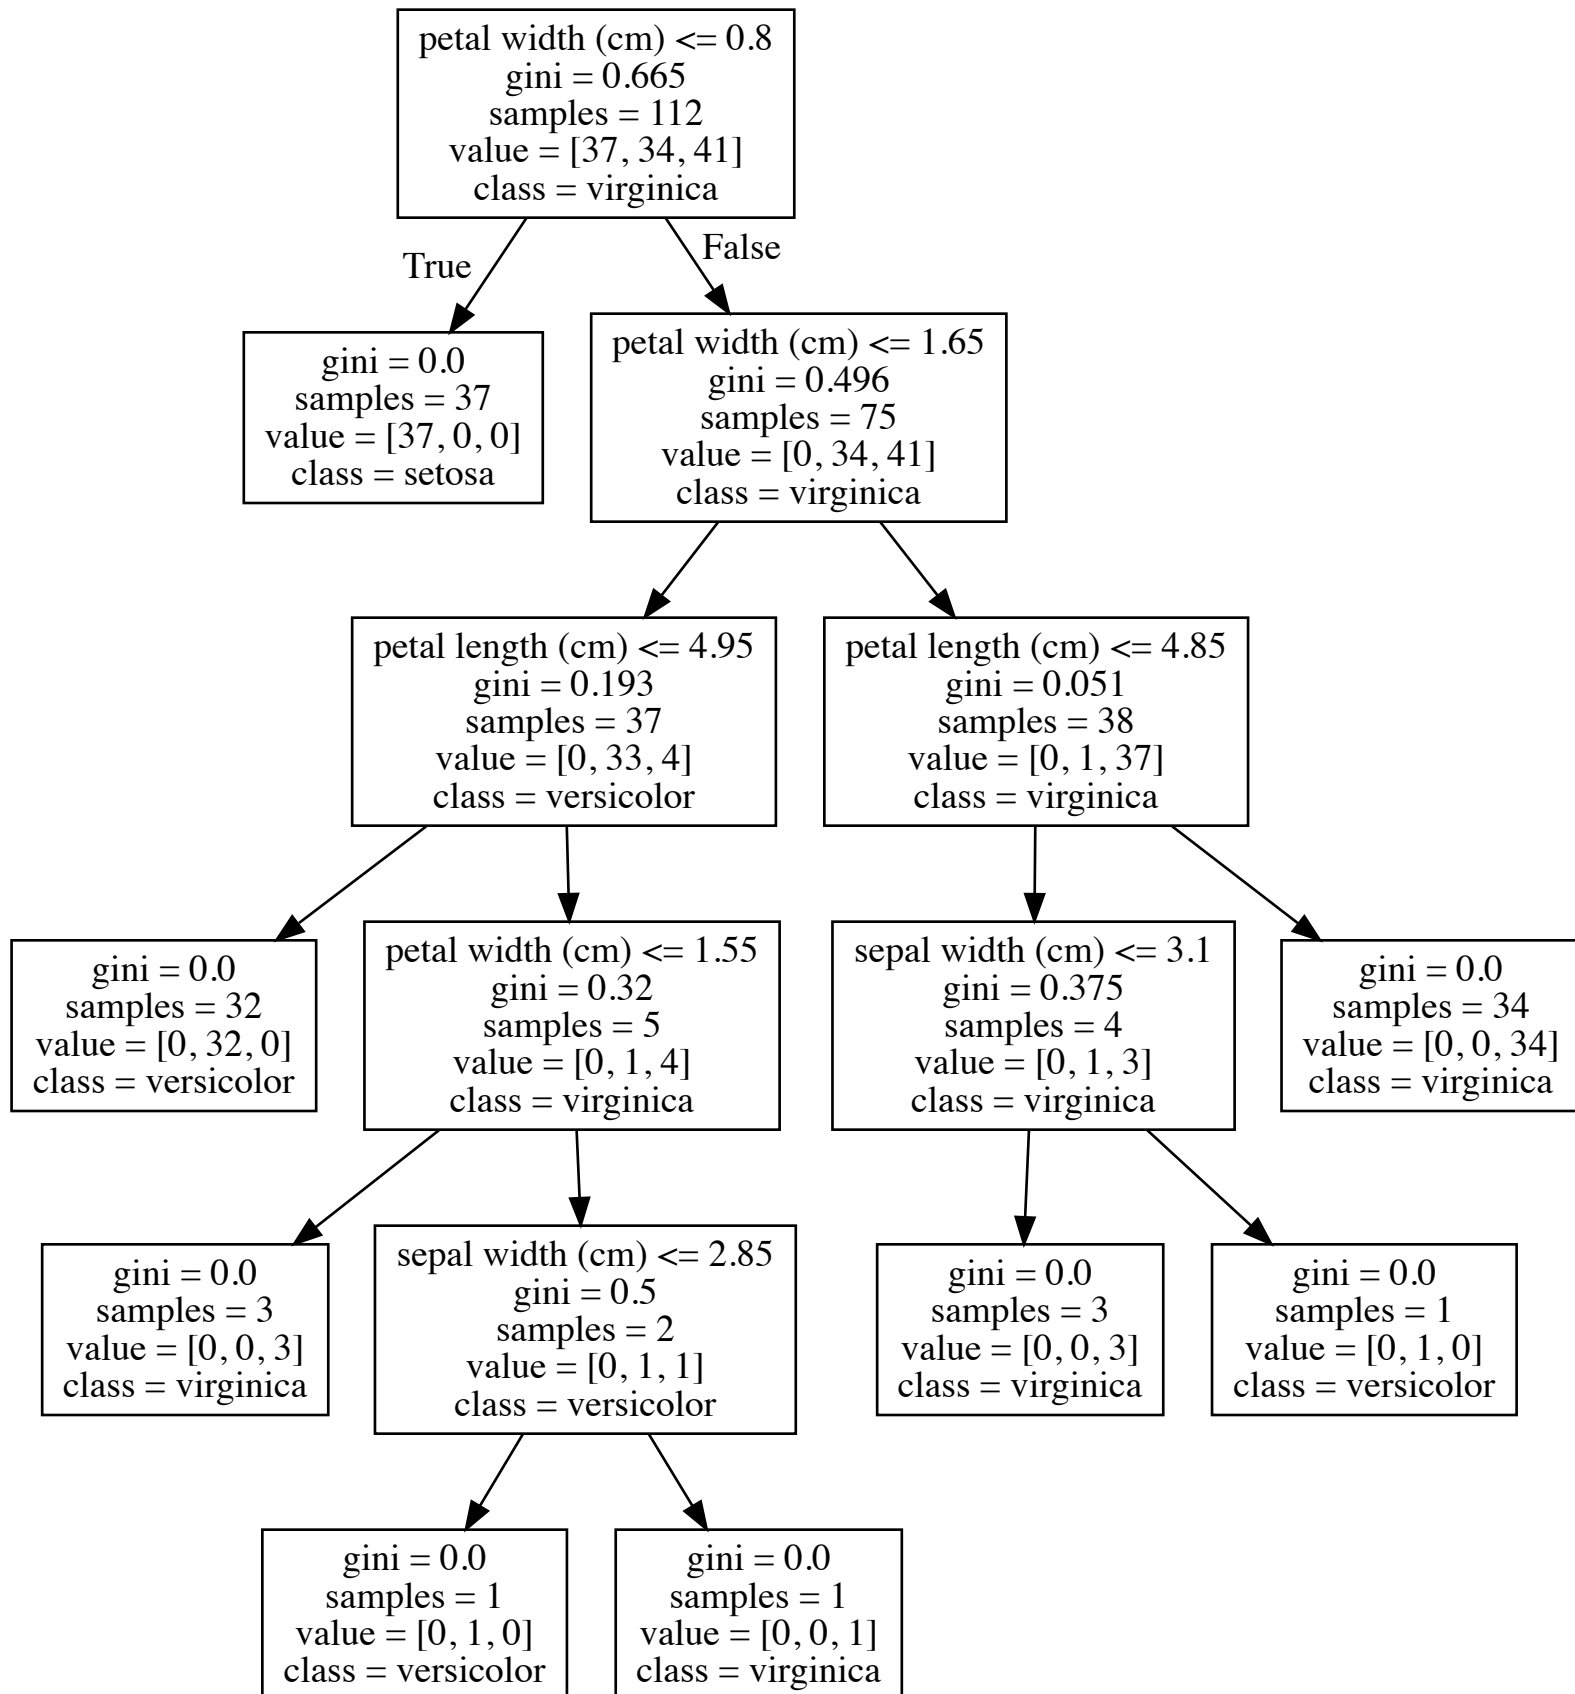 petal width (cm) <= 0.8
gini = 0.665
samples = 112
value = [37, 34, 41]
class = virginica
True
False
gini = 0.0
samples = 37
value = [37, 0, 0]
class = setosa
petal width (cm) <= 1.65
gini = 0.496
samples = 75
value = [0, 34, 41]
class = virginica
petal length (cm) <= 4.95
gini = 0.193
samples = 37
value = [0, 33, 4]
class = versicolor
petal length (cm) <= 4.85
gini = 0.051
samples = 38
value = [0, 1, 37]
class = virginica
gini = 0.0
samples = 32
value = [0, 32, 0]
class = versicolor
petal width (cm) <= 1.55
gini = 0.32
samples = 5
value = [0, 1, 4]
class = virginica
sepal width (cm) <= 3.1
gini = 0.375
samples = 4
value = [0, 1, 3]
class = virginica
gini = 0.0
samples = 34
value = [0, 0, 34]
class = virginica
gini = 0.0
samples = 3
value = [0, 0, 3]
class = virginica
sepal width (cm) <= 2.85
gini = 0.5
samples = 2
value = [0, 1, 1]
class = versicolor
gini = 0.0
samples = 3
value = [0, 0, 3]
class = virginica
gini = 0.0
samples = 1
value = [0, 1, 0]
class = versicolor
gini = 0.0
samples = 1
value = [0, 1, 0]
class = versicolor
gini = 0.0
samples = 1
value = [0, 0, 1]
class = virginica